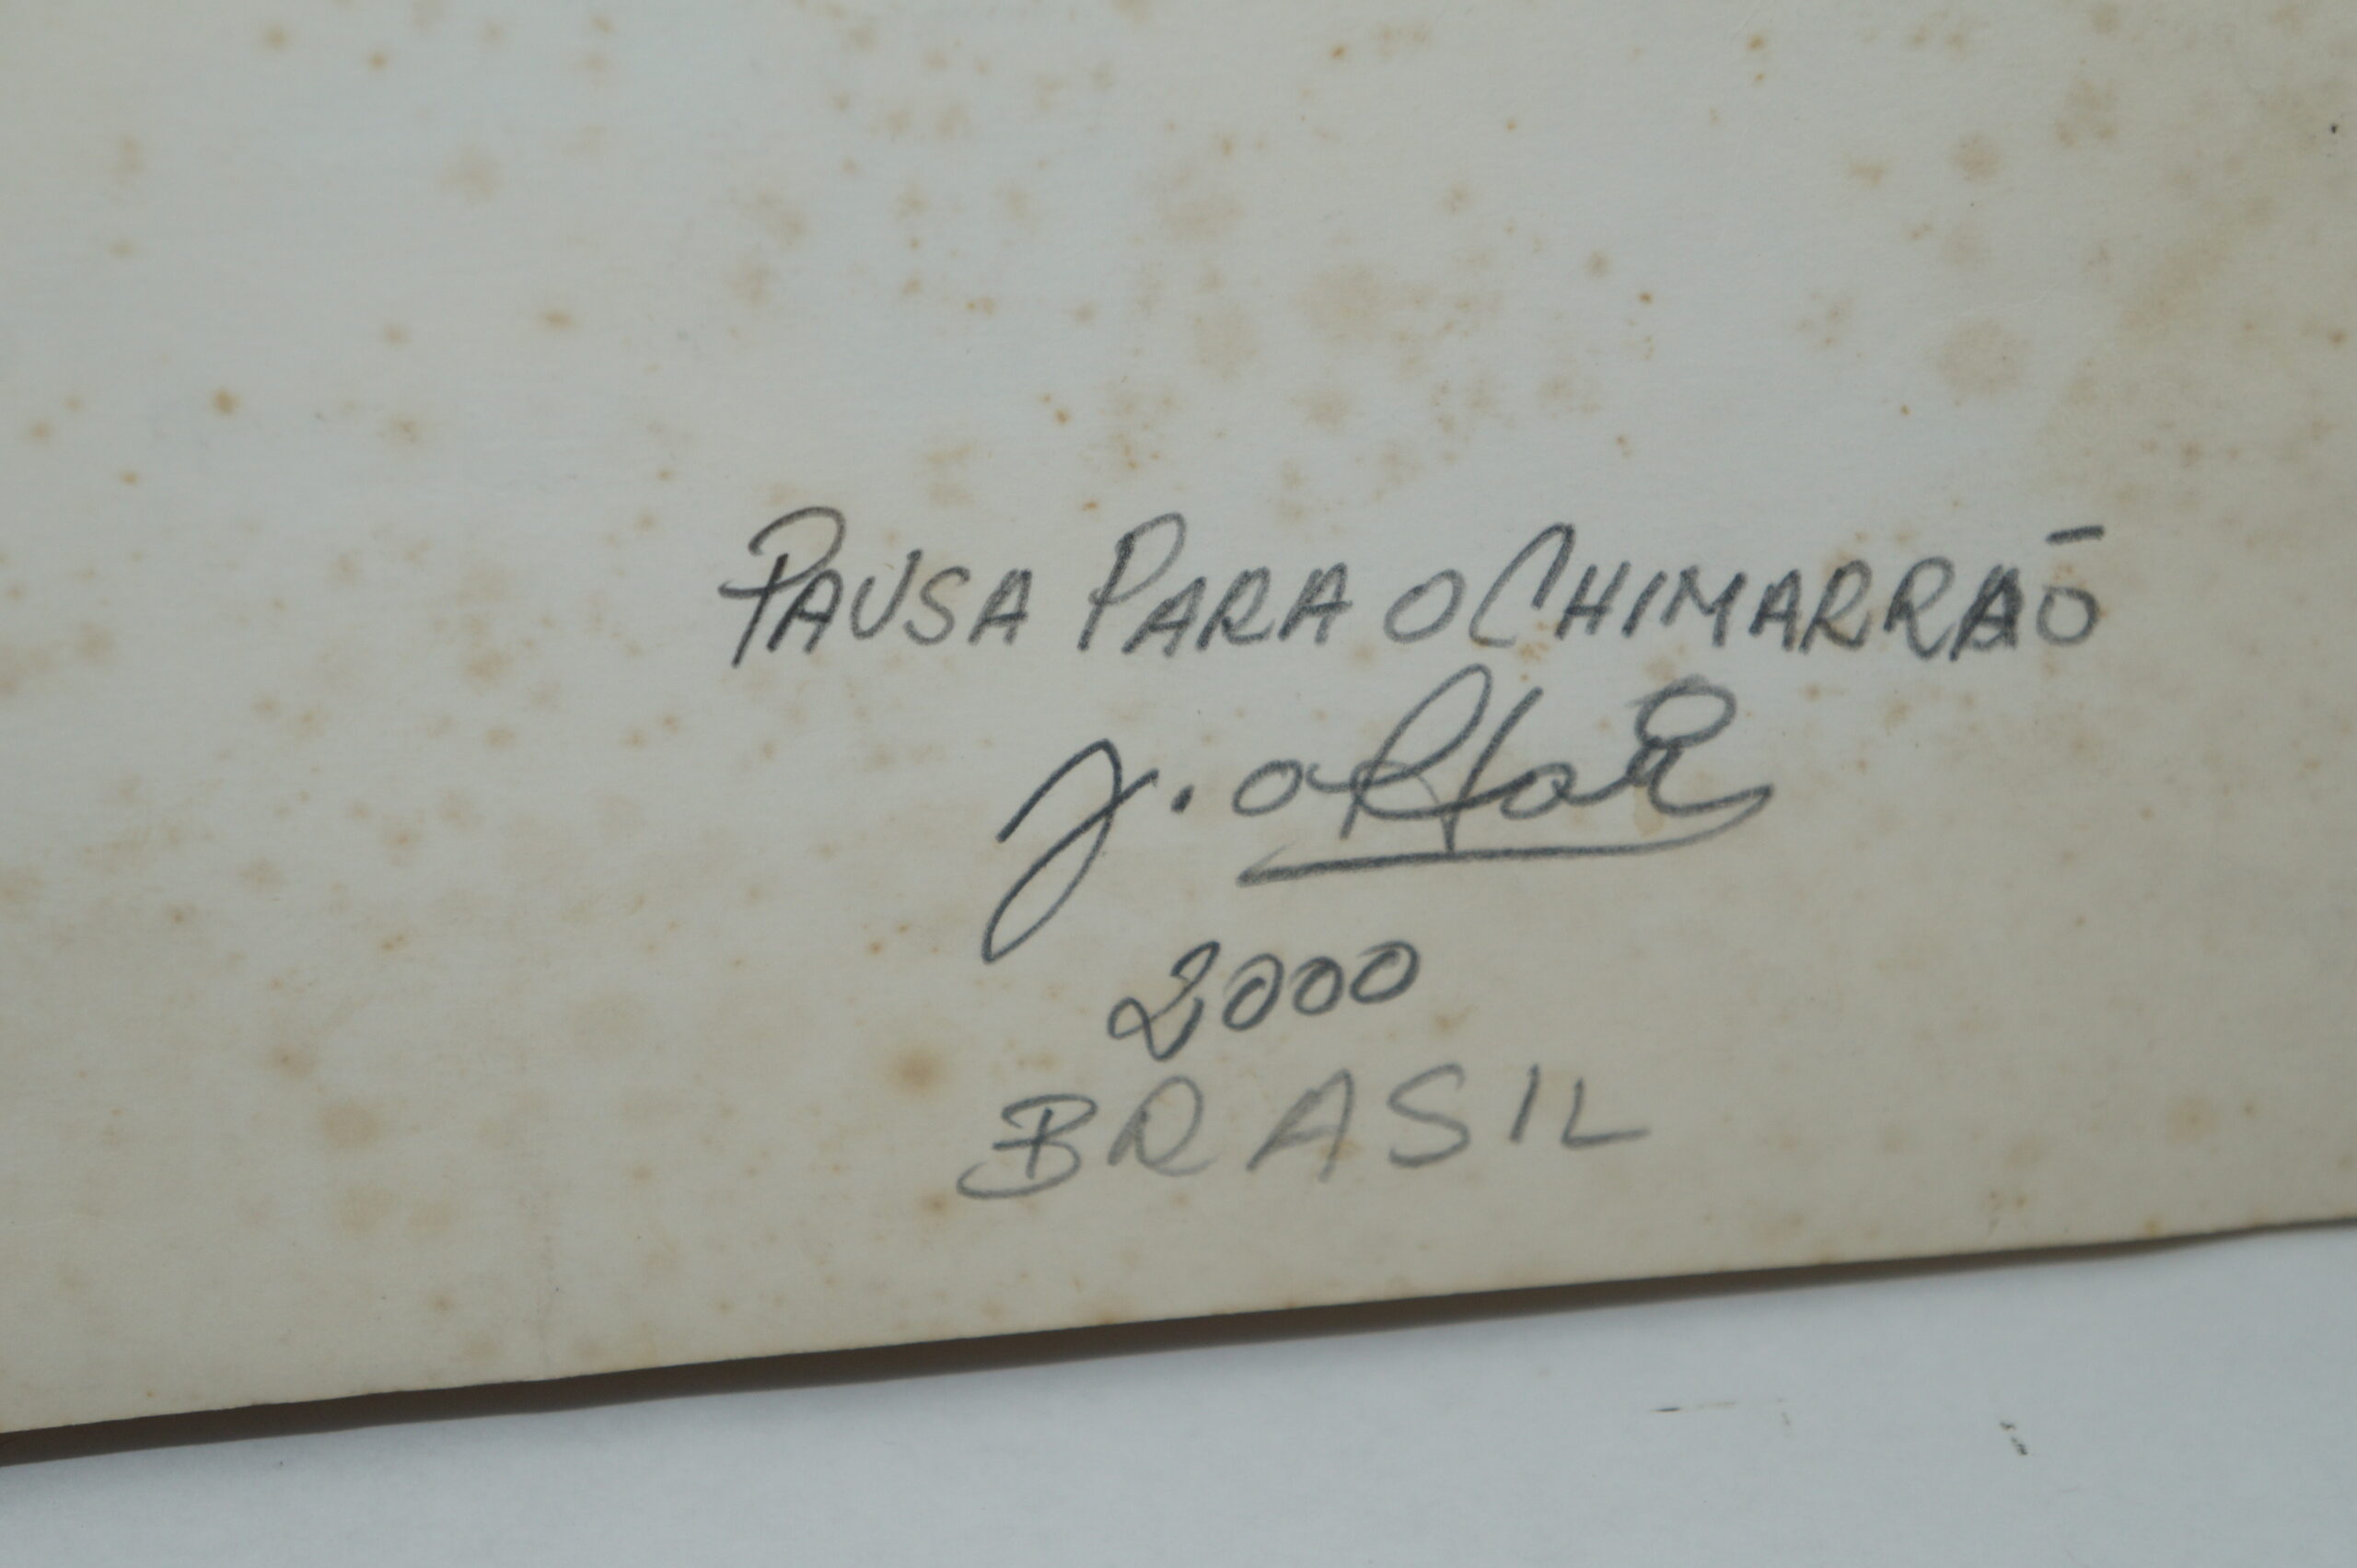 PAUSA PARA O CHIMARRÃO
2000
BRASIL